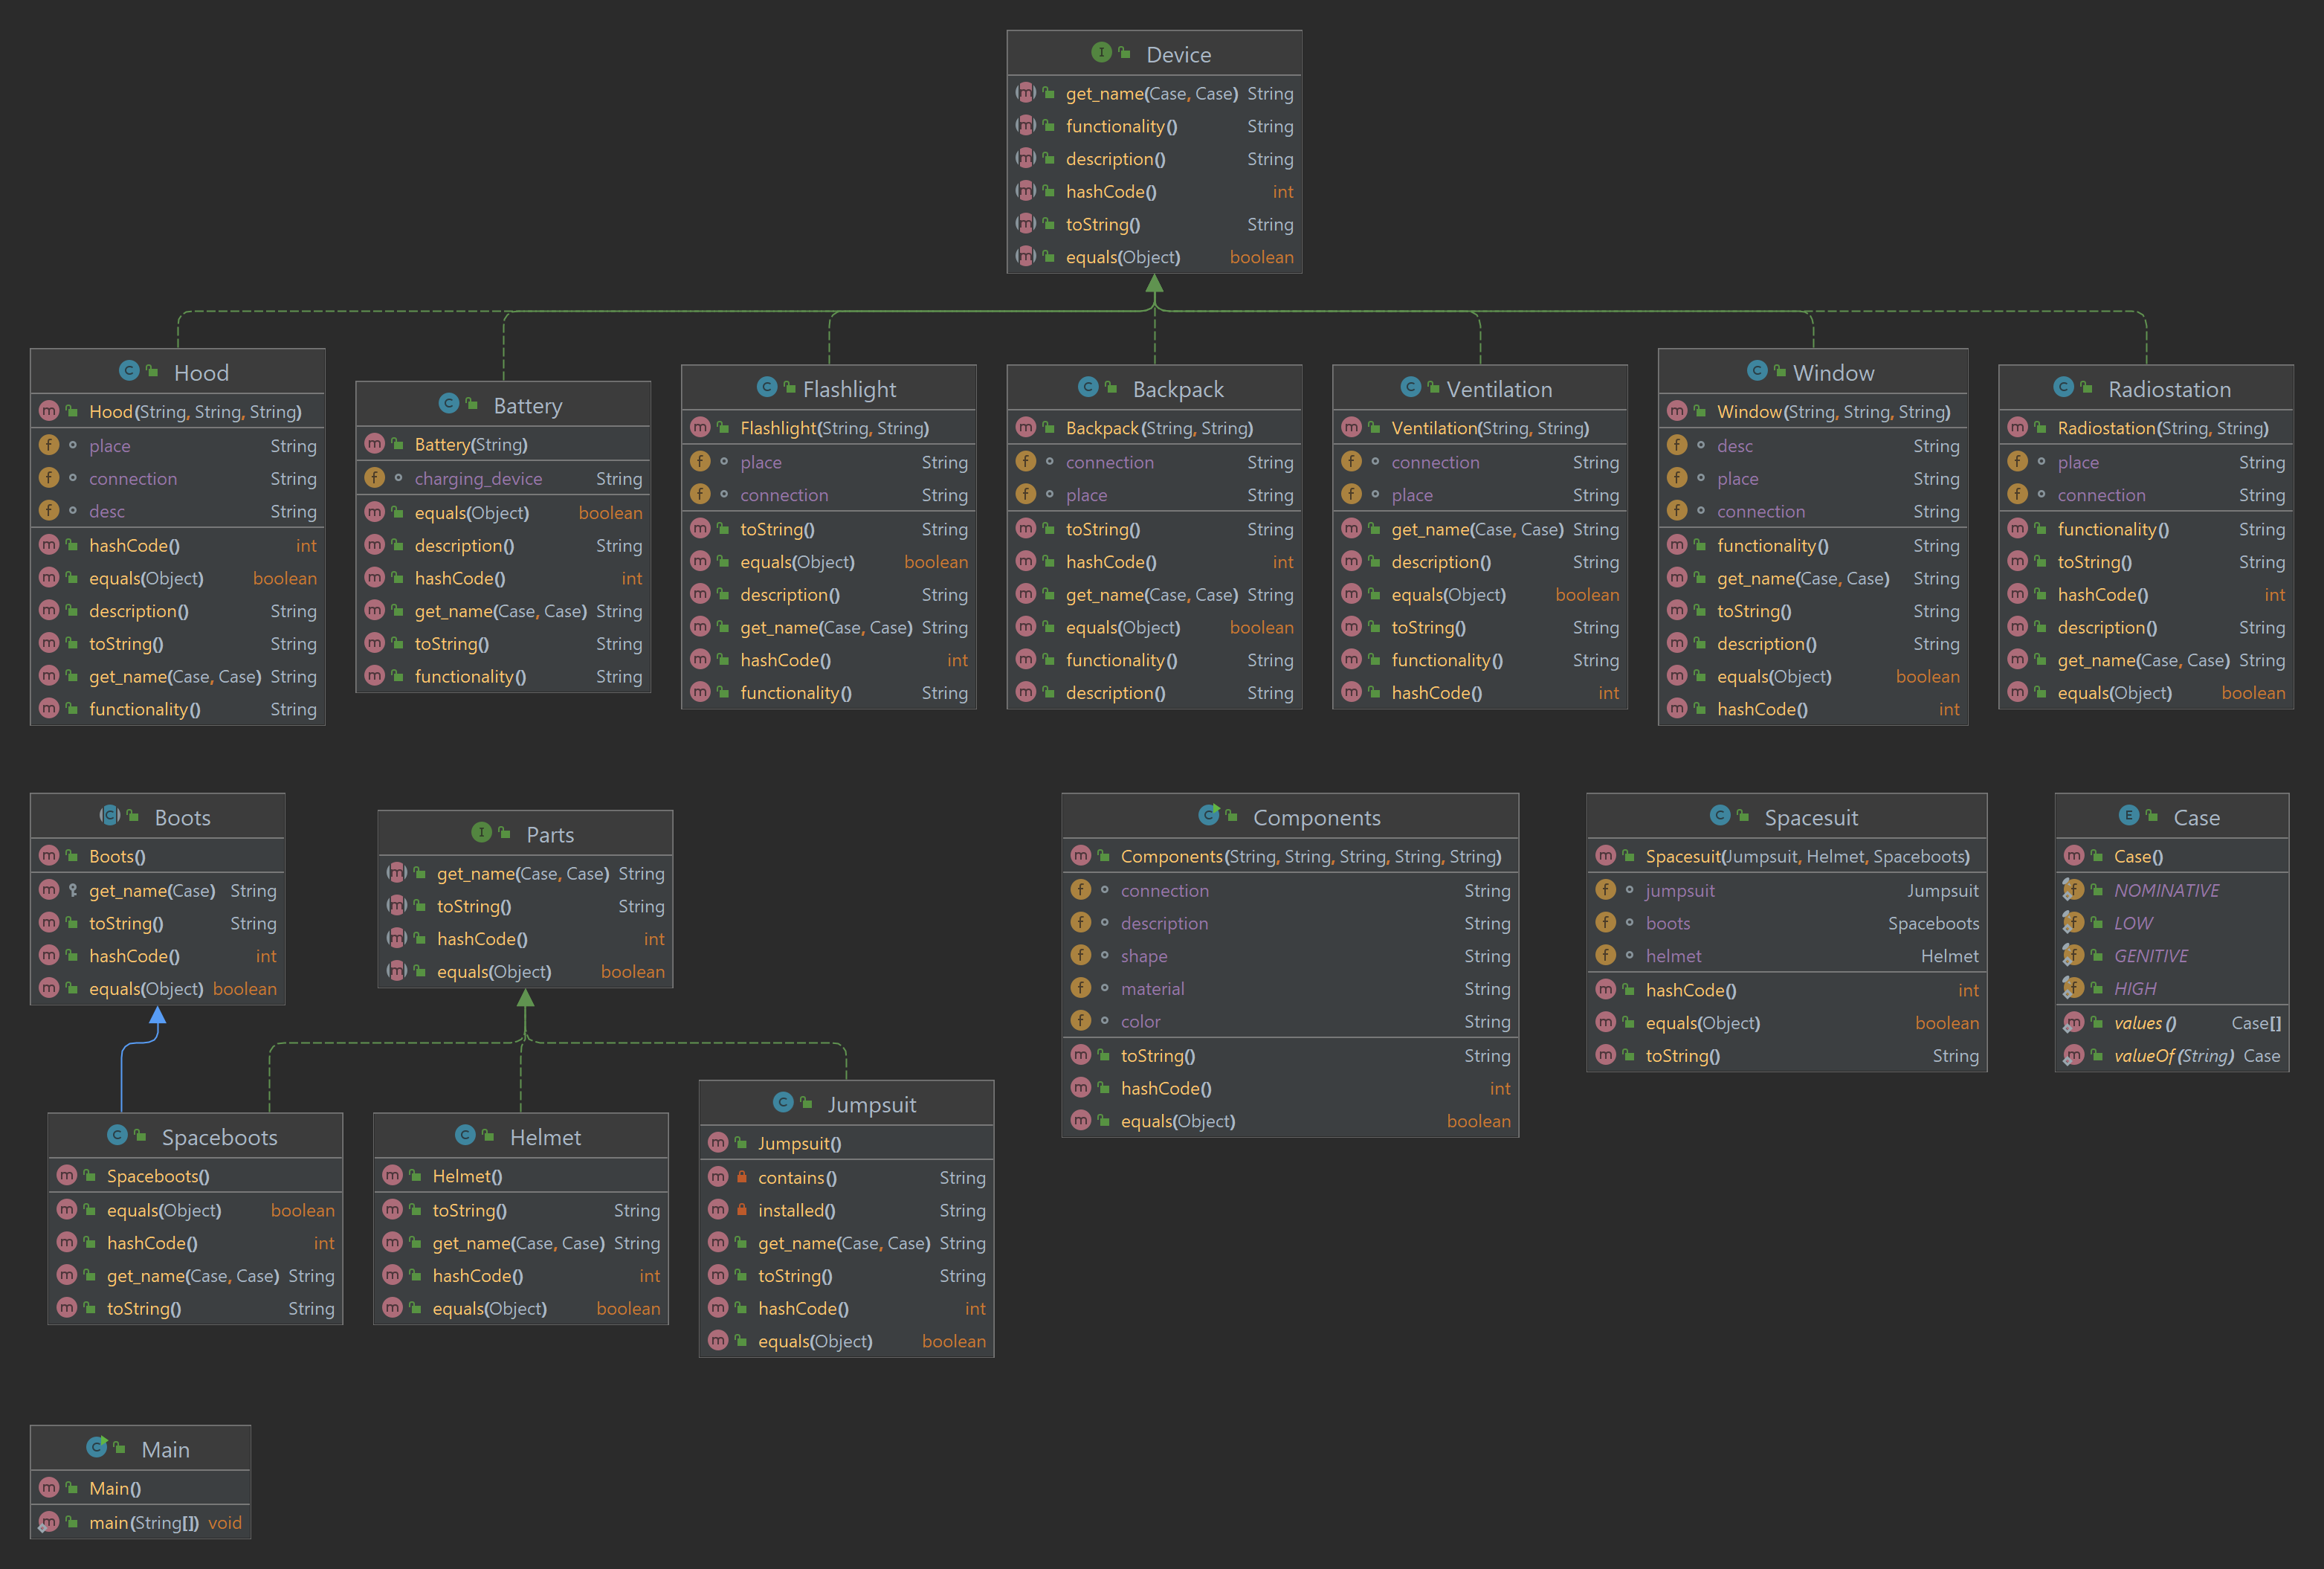 Device
get_name(Case, Case) String
functionality() String
description() String
hashCode() int
toString() String
equals(Object) boolean
Hood
Hood(String, String, String)
place String
connection String
desc String
hashCode() int
equals(Object) boolean
description() String
toString() String
get_name(Case, Case) String
functionality() String
Battery
Battery(String)
charging_device String
equals(Object) boolean
description() String
hashCode() int
get_name(Case, Case) String
toString() String
functionality() String
Flashlight
Flashlight(String, String)
place String
connection String
toString() String
equals(Object) boolean
description() String
get_name(Case, Case) String
hashCode() int
functionality() String
Backpack
Backpack(String, String)
connection String
place String
toString() String
hashCode() int
get_name(Case, Case) String
equals(Object) boolean
functionality() String
description() String
Ventilation
Ventilation(String, String)
connection String
place String
get_name(Case, Case) String
description() String
equals(Object) boolean
toString() String
functionality() String
hashCode() int
Window
Window(String, String, String)
desc String
place String
connection String
functionality() String
get_name(Case, Case) String
toString() String
description() String
equals(Object) boolean
hashCode() int
Radiostation
Radiostation(String, String)
place String
connection String
functionality() String
toString() String
hashCode() int
description() String
get_name(Case, Case) String
equals(Object) boolean
Boots
Boots()
get_name(Case) String
toString() String
hashCode() int
equals(Object) boolean
Parts
get_name(Case, Case) String
toString() String
hashCode() int
equals(Object) boolean
Components
Components(String, String, String, String, String)
connection String
description String
shape String
material String
color String
toString() String
hashCode() int
equals(Object) boolean
Spacesuit
Spacesuit(Jumpsuit, Helmet, Spaceboots)
jumpsuit Jumpsuit
boots Spaceboots
helmet Helmet
hashCode() int
equals(Object) boolean
toString() String
Case
Case()
NOMINATIVE
LOW
GENITIVE
HIGH
values() Case[]
valueOf(String) Case
Spaceboots
Spaceboots()
equals(Object) boolean
hashCode() int
get_name(Case, Case) String
toString() String
Helmet
Helmet()
toString() String
get_name(Case, Case) String
hashCode() int
equals(Object) boolean
Jumpsuit
Jumpsuit()
contains() String
installed() String
get_name(Case, Case) String
toString() String
hashCode() int
equals(Object) boolean
Main
Main()
main(String[]) void